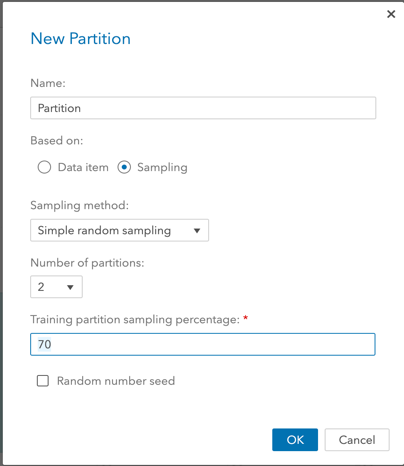 New Partition
Name:
Partition
Based on:
Data item Sampling
Sampling method:
Simple random sampling
Number of partitions:
2
Training partition sampling percentage: *
70
Random number seed
OK Cancel